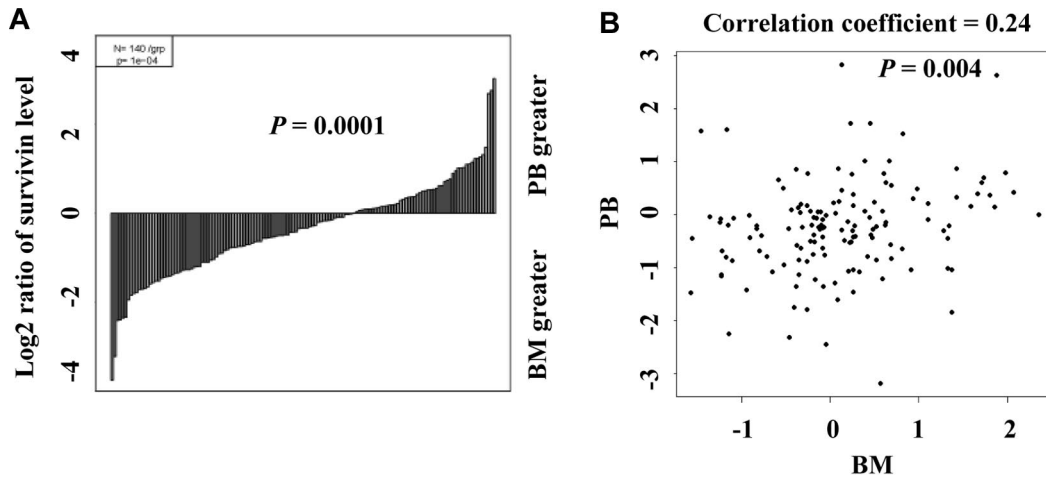 A
N= 140 /grp
p= 1e-04
P = 0.0001
4
2
0
-2
-4
Log2 ratio of survivin level
PB greater
BM greater
B
Correlation coefficient = 0.24
P = 0.004
3
2
1
0
-1
-2
-3
PB
-1 0 1 2
BM